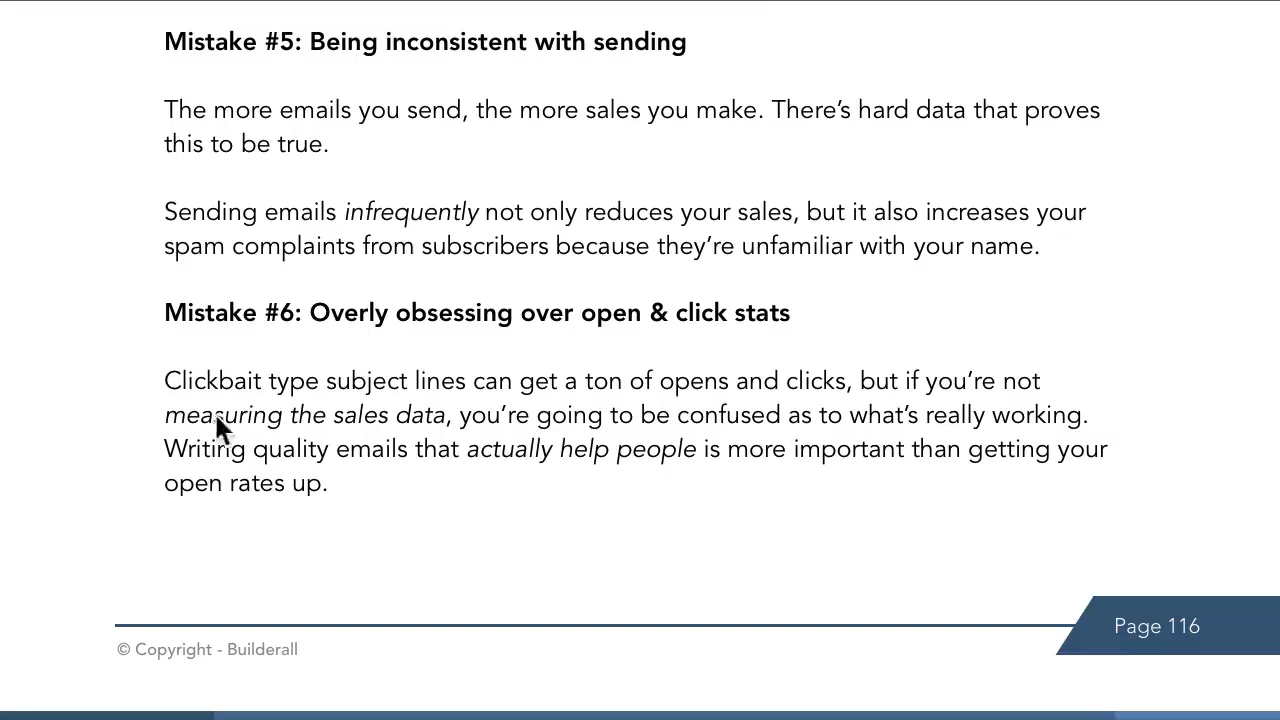 Mistake #5: Being inconsistent with sending
The more emails you send, the more sales you make. There’s hard data that proves
this to be true.
Sending emails infrequently not only reduces your sales, but it also increases your
spam complaints from subscribers because they’re unfamiliar with your name.
Mistake #6: Overly obsessing over open & click stats
Clickbait type subject lines can get a ton of opens and clicks, but if you’re not
measuring the sales data, you’re going to be confused as to what’s really working.
Writing quality emails that actually help people is more important than getting your
open rates up.
Page 116
© Copyright - Builderall